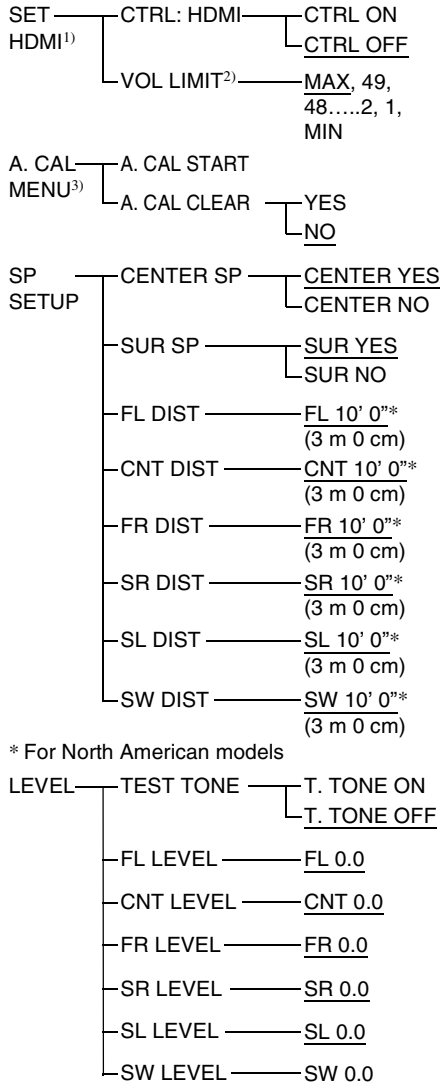 SET HDMI1) CTRL: HDMI CTRL ON
CTRL OFF
VOL LIMIT2) MAX, 49,
48.....2, 1,
MIN
A. CAL MENU3) A. CAL START
A. CAL CLEAR YES
NO
SP SETUP CENTER SP CENTER YES
CENTER NO
SUR SP SUR YES
SUR NO
FL DIST FL 10' 0"*
(3 m 0 cm)
CNT DIST CNT 10' 0"*
(3 m 0 cm)
FR DIST FR 10' 0"*
(3 m 0 cm)
SR DIST SR 10' 0"*
(3 m 0 cm)
SL DIST SL 10' 0"*
(3 m 0 cm)
SW DIST SW 10' 0"*
(3 m 0 cm)
* For North American models
LEVEL TEST TONE T. TONE ON
T. TONE OFF
FL LEVEL FL 0.0
CNT LEVEL CNT 0.0
FR LEVEL FR 0.0
SR LEVEL SR 0.0
SL LEVEL SL 0.0
SW LEVEL SW 0.0